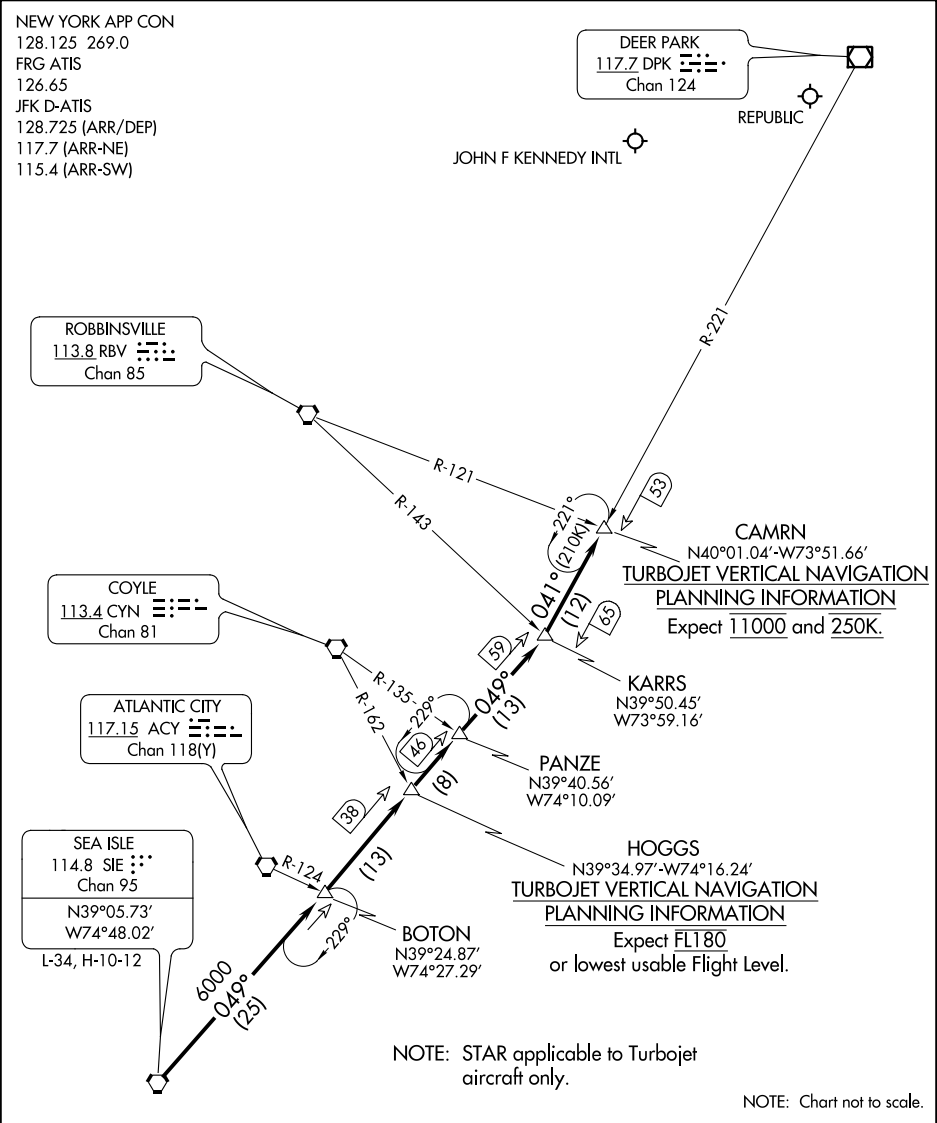 NEW YORK APP CON
128.125 269.0
FRG ATIS
126.65
JFK D-ATIS
128.725 (ARR/DEP)
117.7 (ARR-NE)
115.4 (ARR-SW)
DEER PARK
117.7 DPK
Chan 124
REPUBLIC
JOHN F KENNEDY INTL
R-221
ROBBINSVILLE
113.8 RBV
Chan 85
R-121
R-143
53
221°
(210K)
041°
(12)
CAMRN
N40°01.04'-W73°51.66'
TURBOJET VERTICAL NAVIGATION
PLANNING INFORMATION
Expect 11000 and 250K.
COYLE
113.4 CYN
Chan 81
R-135
R-162
59
65
049°
(13)
KARRS
N39°50.45'
W73°59.16'
229°
46
(8)
PANZE
N39°40.56'
W74°10.09'
ATLANTIC CITY
117.15 ACY
Chan 118(Y)
R-124
38
(13)
HOGGS
N39°34.97'-W74°16.24'
TURBOJET VERTICAL NAVIGATION
PLANNING INFORMATION
Expect FL180
or lowest usable Flight Level.
SEA ISLE
114.8 SIE
Chan 95
N39°05.73'
W74°48.02'
L-34, H-10-12
229°
BOTON
N39°24.87'
W74°27.29'
6000
049°
(25)
NOTE: STAR applicable to Turbojet
aircraft only.
NOTE: Chart not to scale.